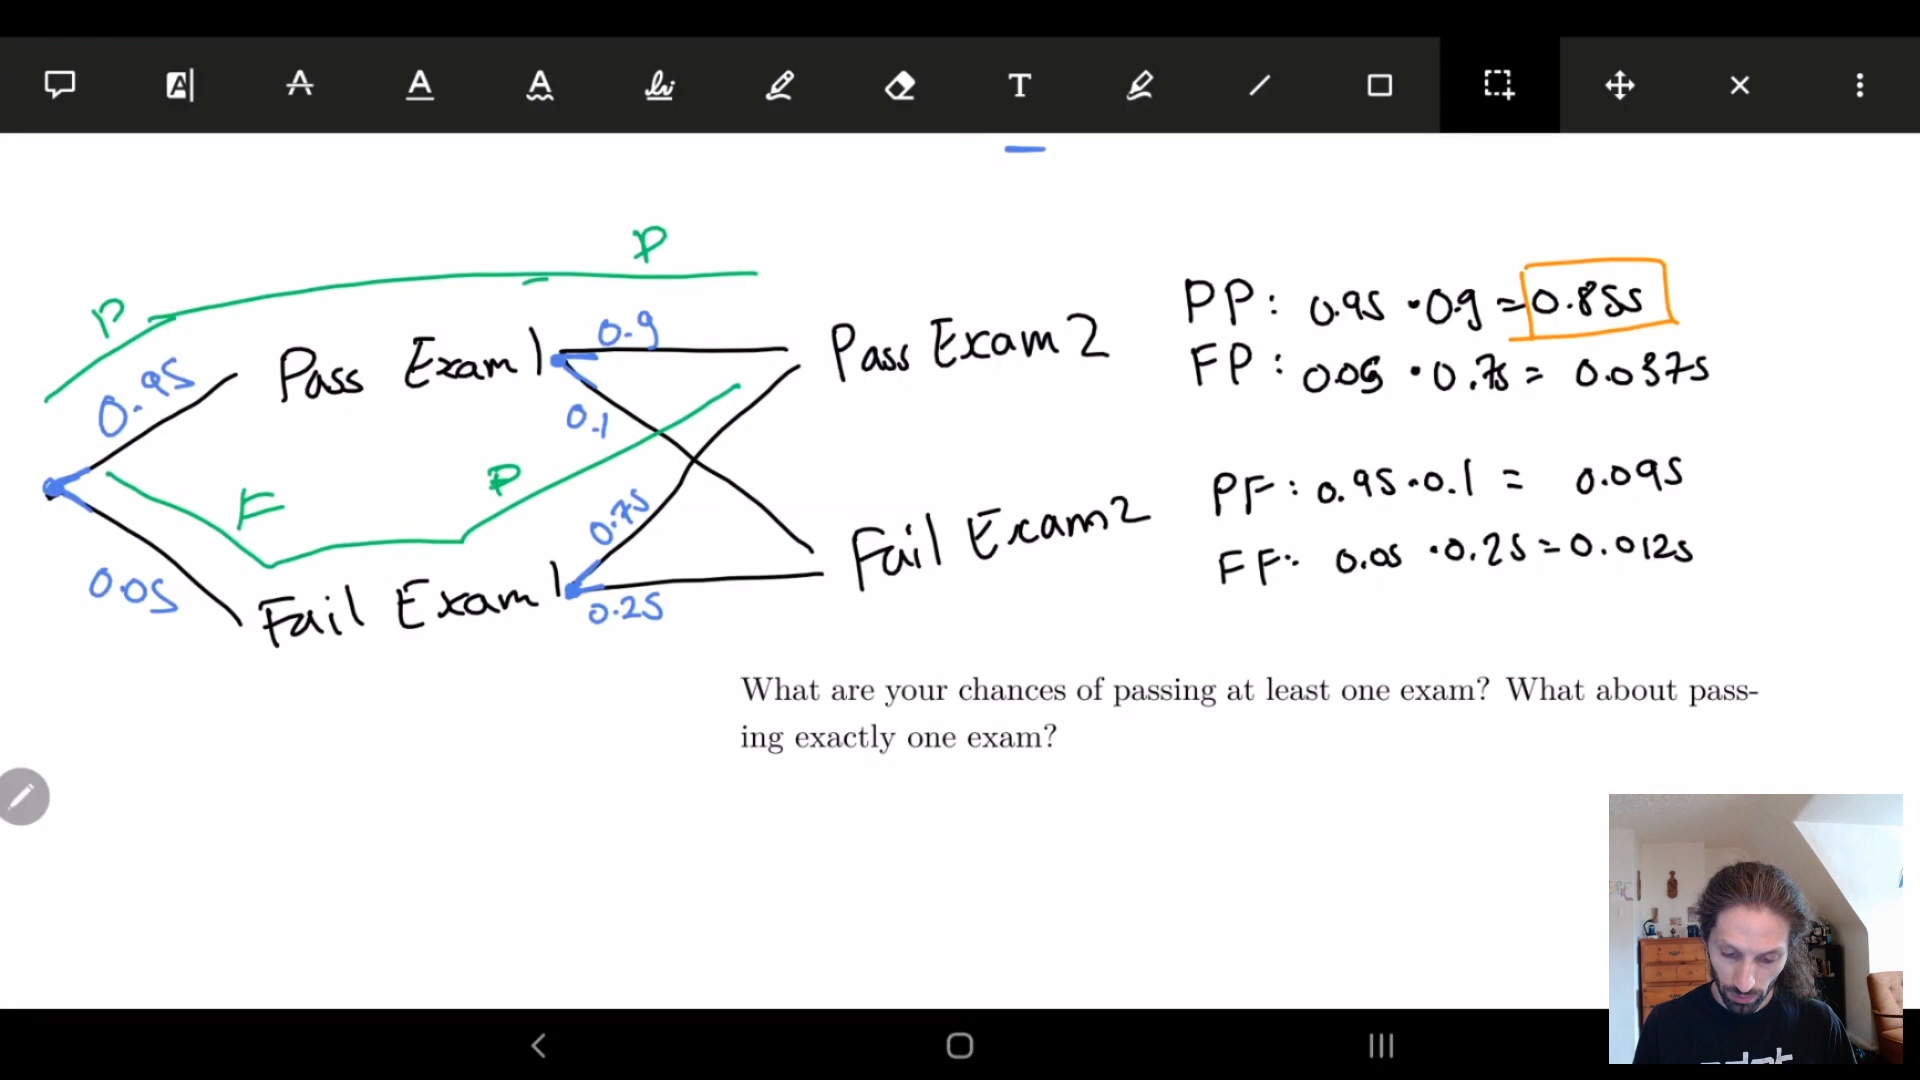 P
P
0.95
Pass Exam 1
0.9
0.1
Pass Exam 2
F
P
0.75
0.05
Fail Exam 1
0.25
Fail Exam 2
PP: 0.95 · 0.9 = 0.855
FP: 0.05 · 0.75 = 0.0375
PF: 0.95 · 0.1 = 0.095
FF: 0.05 · 0.25 = 0.0125
What are your chances of passing at least one exam? What about pass-
ing exactly one exam?